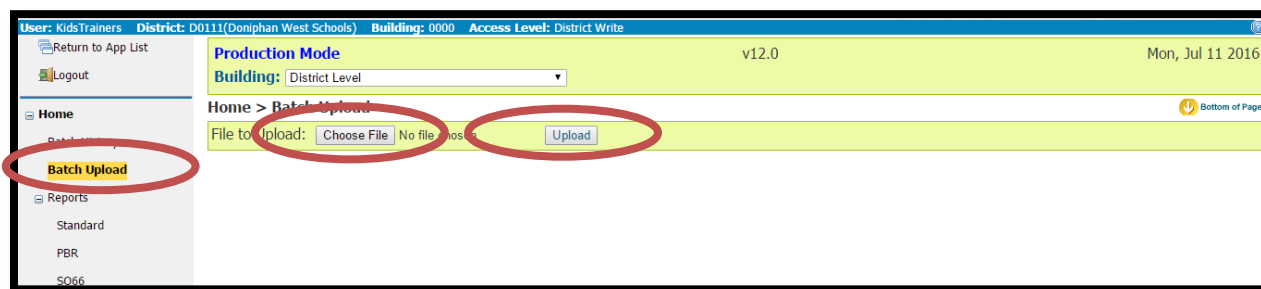 User: KidsTrainers District: D0111(Doniphan West Schools) Building: 0000 Access Level: District Write
Return to App List
Logout
Home
Batch Upload
Reports
Standard
PBR
SO66
Production Mode v12.0 Mon, Jul 11 2016
Building: District Level
Home > Batch Upload Bottom of Page
File to Upload: Choose File No file chosen Upload